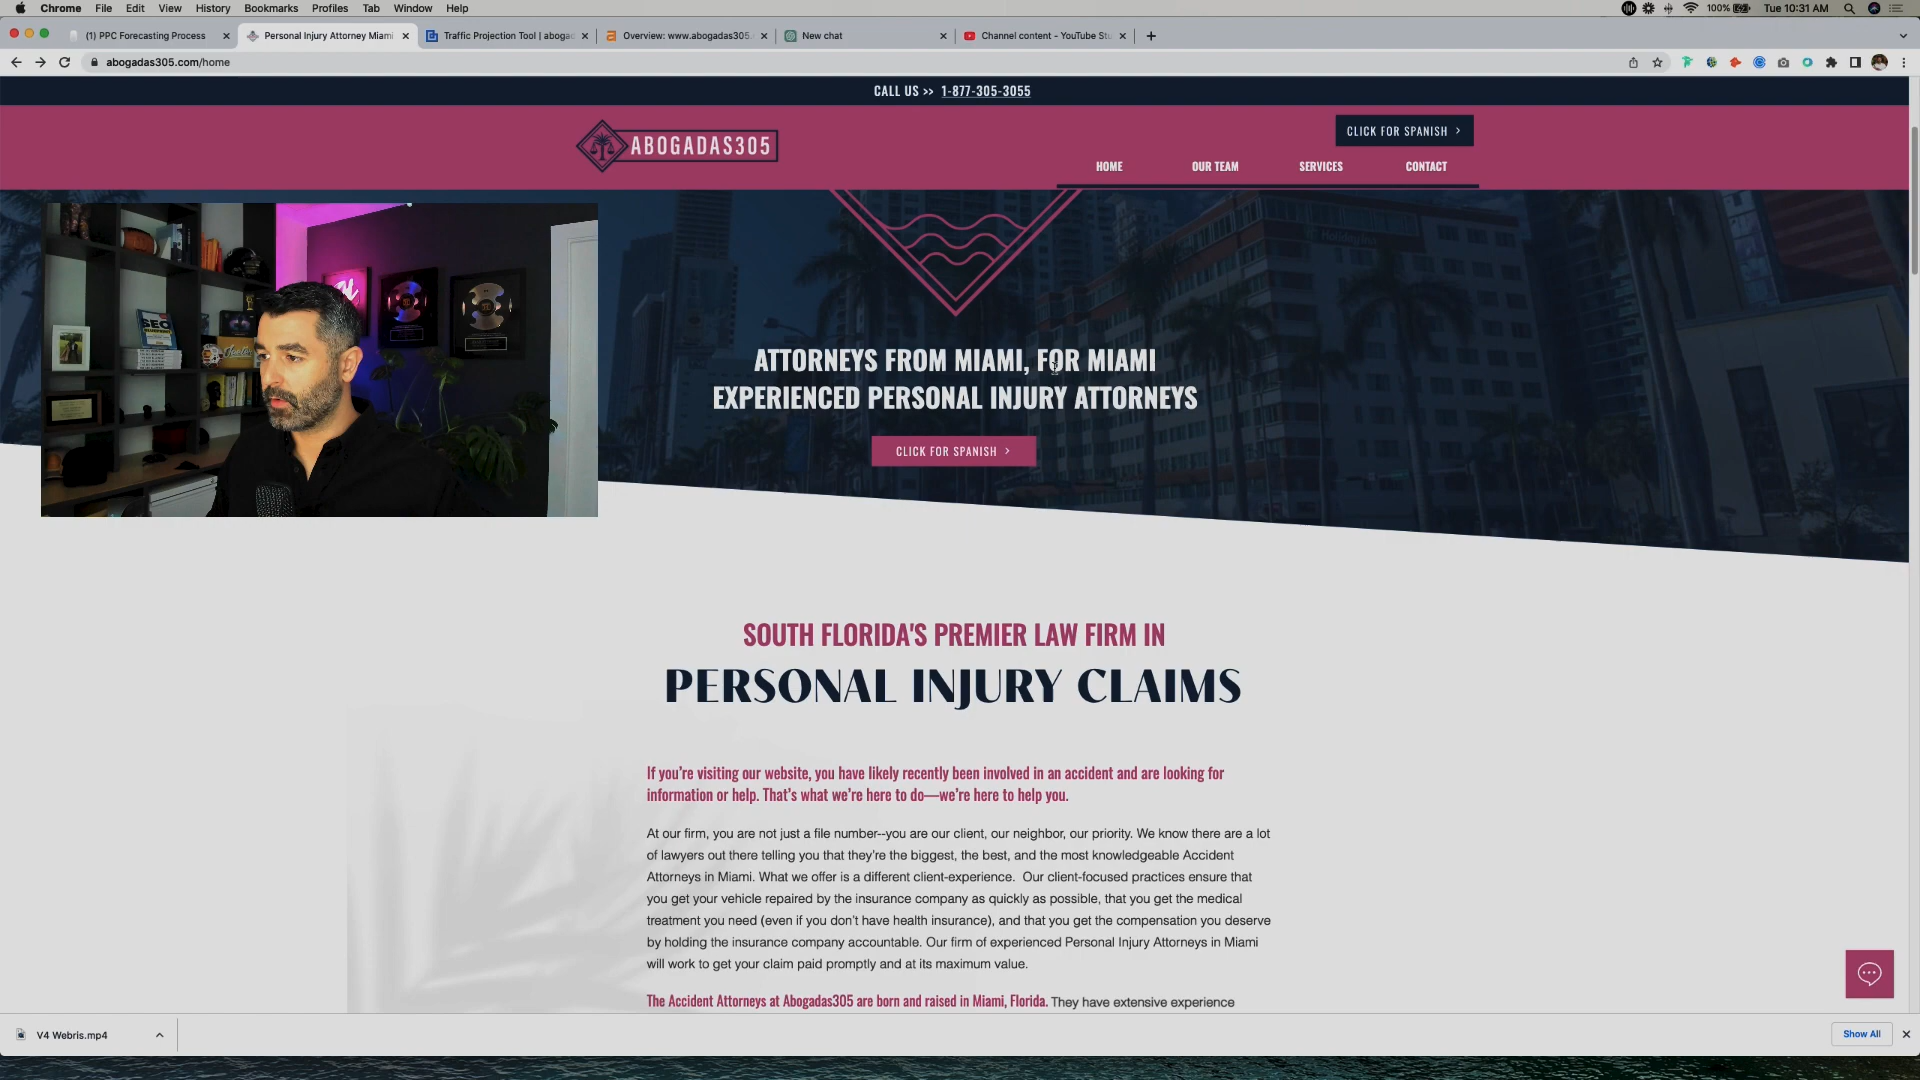 Chrome File Edit View History Bookmarks Profiles Tab Window Help 100% Tue 10:31 AM
(1) PPC Forecasting Process
Personal Injury Attorney Miami
Traffic Projection Tool | abogad
Overview: www.abogadas305.
New chat
Channel content - YouTube Stu
abogadas305.com/home
CALL US >> 1-877-305-3055
ABOGADAS305
CLICK FOR SPANISH >
HOME OUR TEAM SERVICES CONTACT
SEO
ATTORNEYS FROM MIAMI, FOR MIAMI
EXPERIENCED PERSONAL INJURY ATTORNEYS
CLICK FOR SPANISH >
SOUTH FLORIDA'S PREMIER LAW FIRM IN
PERSONAL INJURY CLAIMS
If you're visiting our website, you have likely recently been involved in an accident and are looking for
information or help. That's what we're here to do—we're here to help you.
At our firm, you are not just a file number--you are our client, our neighbor, our priority. We know there are a lot
of lawyers out there telling you that they're the biggest, the best, and the most knowledgeable Accident
Attorneys in Miami. What we offer is a different client-experience. Our client-focused practices ensure that
you get your vehicle repaired by the insurance company as quickly as possible, that you get the medical
treatment you need (even if you don't have health insurance), and that you get the compensation you deserve
by holding the insurance company accountable. Our firm of experienced Personal Injury Attorneys in Miami
will work to get your claim paid promptly and at its maximum value.
The Accident Attorneys at Abogadas305 are born and raised in Miami, Florida. They have extensive experience
V4 Webris.mp4
Show All